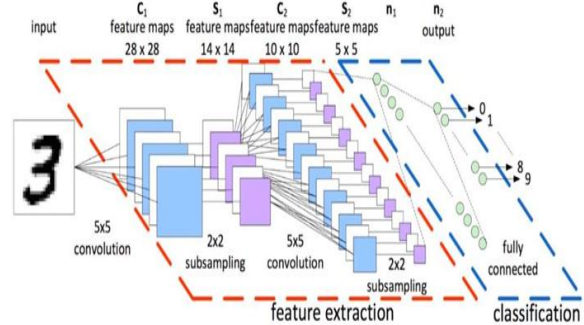 C₁ S₁ C₂ S₂ n₁ n₂
input feature maps feature maps feature maps feature maps output
28 x 28 14 x 14 10 x 10 5 x 5
3
0
1
8
9
5x5
convolution
2x2
subsampling
5x5
convolution
2x2
subsampling
fully
connected
feature extraction
classification